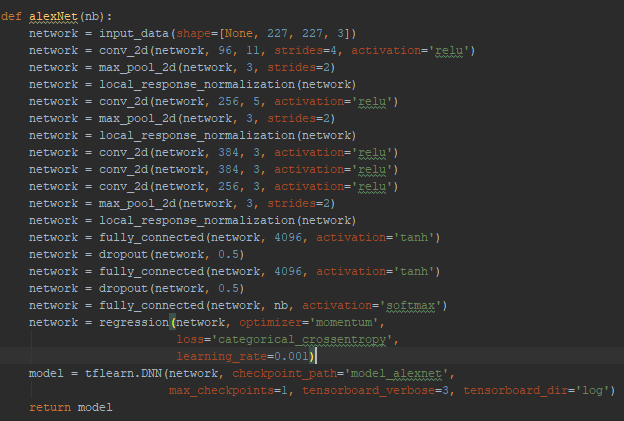 def alexNet(nb):
    network = input_data(shape=[None, 227, 227, 3])
    network = conv_2d(network, 96, 11, strides=4, activation='relu')
    network = max_pool_2d(network, 3, strides=2)
    network = local_response_normalization(network)
    network = conv_2d(network, 256, 5, activation='relu')
    network = max_pool_2d(network, 3, strides=2)
    network = local_response_normalization(network)
    network = conv_2d(network, 384, 3, activation='relu')
    network = conv_2d(network, 384, 3, activation='relu')
    network = conv_2d(network, 256, 3, activation='relu')
    network = max_pool_2d(network, 3, strides=2)
    network = local_response_normalization(network)
    network = fully_connected(network, 4096, activation='tanh')
    network = dropout(network, 0.5)
    network = fully_connected(network, 4096, activation='tanh')
    network = dropout(network, 0.5)
    network = fully_connected(network, nb, activation='softmax')
    network = regression(network, optimizer='momentum',
                         loss='categorical_crossentropy',
                         learning_rate=0.001)
    model = tflearn.DNN(network, checkpoint_path='model_alexnet',
                        max_checkpoints=1, tensorboard_verbose=3, tensorboard_dir='log')
    return model